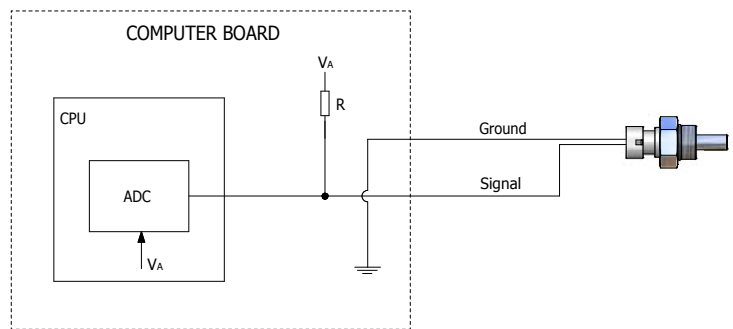 COMPUTER BOARD
VA
R
CPU
Ground
ADC
Signal
VA